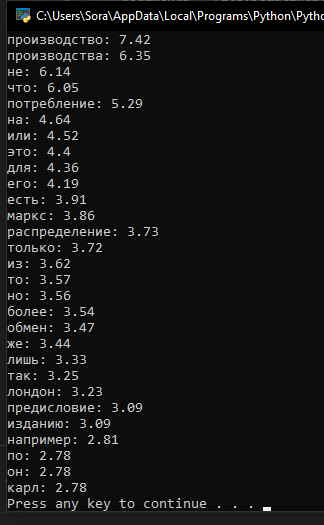 C:\Users\Sora\AppData\Local\Programs\Python\Pytho
производство: 7.42
производства: 6.35
не: 6.14
что: 6.05
потребление: 5.29
на: 4.64
или: 4.52
это: 4.4
для: 4.36
его: 4.19
есть: 3.91
маркс: 3.86
распределение: 3.73
только: 3.72
из: 3.62
то: 3.57
но: 3.56
более: 3.54
обмен: 3.47
же: 3.44
лишь: 3.33
так: 3.25
лондон: 3.23
предисловие: 3.09
изданию: 3.09
например: 2.81
по: 2.78
он: 2.78
карл: 2.78
Press any key to continue . . .